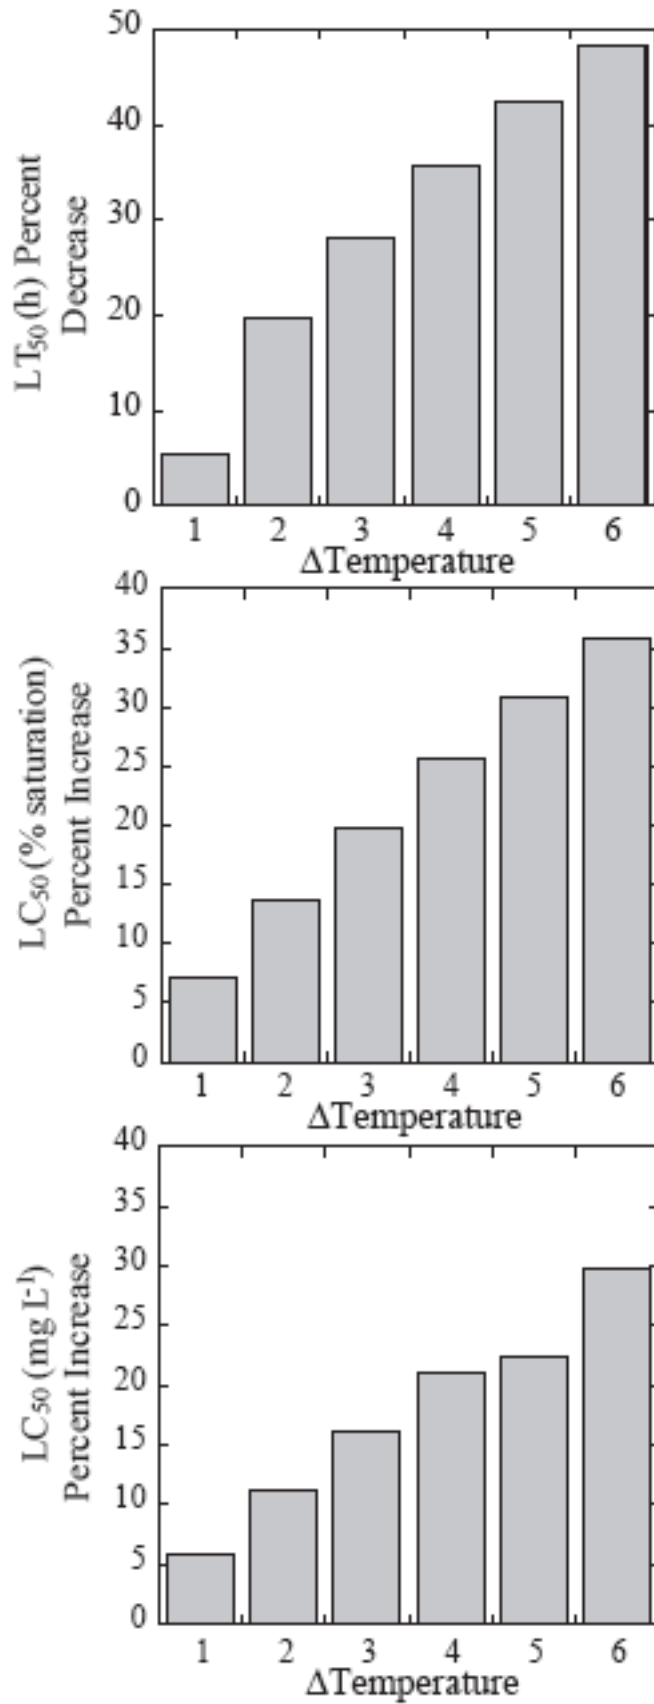 LT₅₀(h) Percent
Decrease
50
40
30
20
10
0
1 2 3 4 5 6
ΔTemperature
LC₅₀ (% saturation)
Percent Increase
40
35
30
25
20
15
10
5
0
1 2 3 4 5 6
ΔTemperature
LC₅₀ (mg L⁻¹)
Percent Increase
40
35
30
25
20
15
10
5
0
1 2 3 4 5 6
ΔTemperature